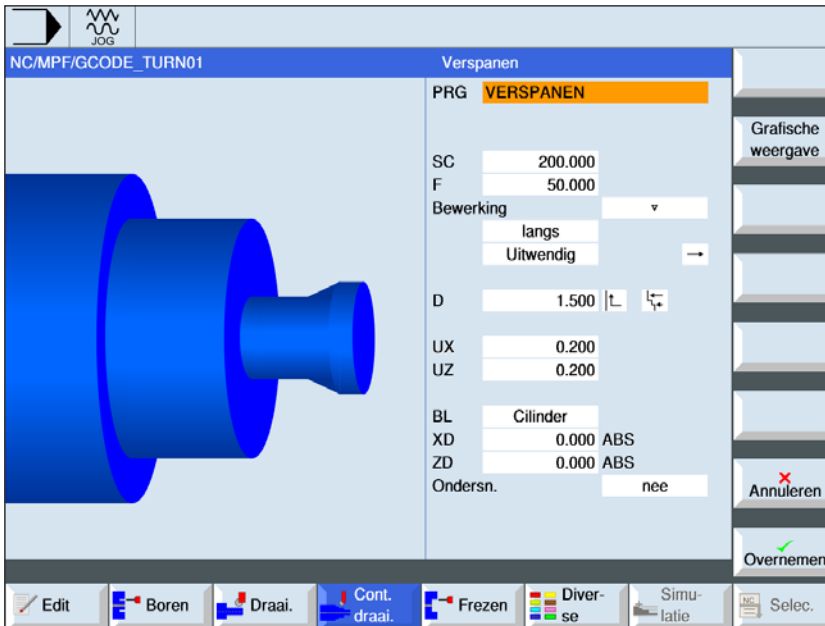 JOG
NC/MPF/GCODE_TURN01
Verspanen
PRG VERSPANEN
SC 200.000
F 50.000
Bewerking ▿
langs
Uitwendig →
D 1.500
UX 0.200
UZ 0.200
BL Cilinder
XD 0.000 ABS
ZD 0.000 ABS
Ondersn. nee
Grafische
weergave
Annuleren
Overnemen
Edit
Boren
Draai.
Cont.
draai.
Frezen
Diver-
se
Simu-
latie
NC
Selec.